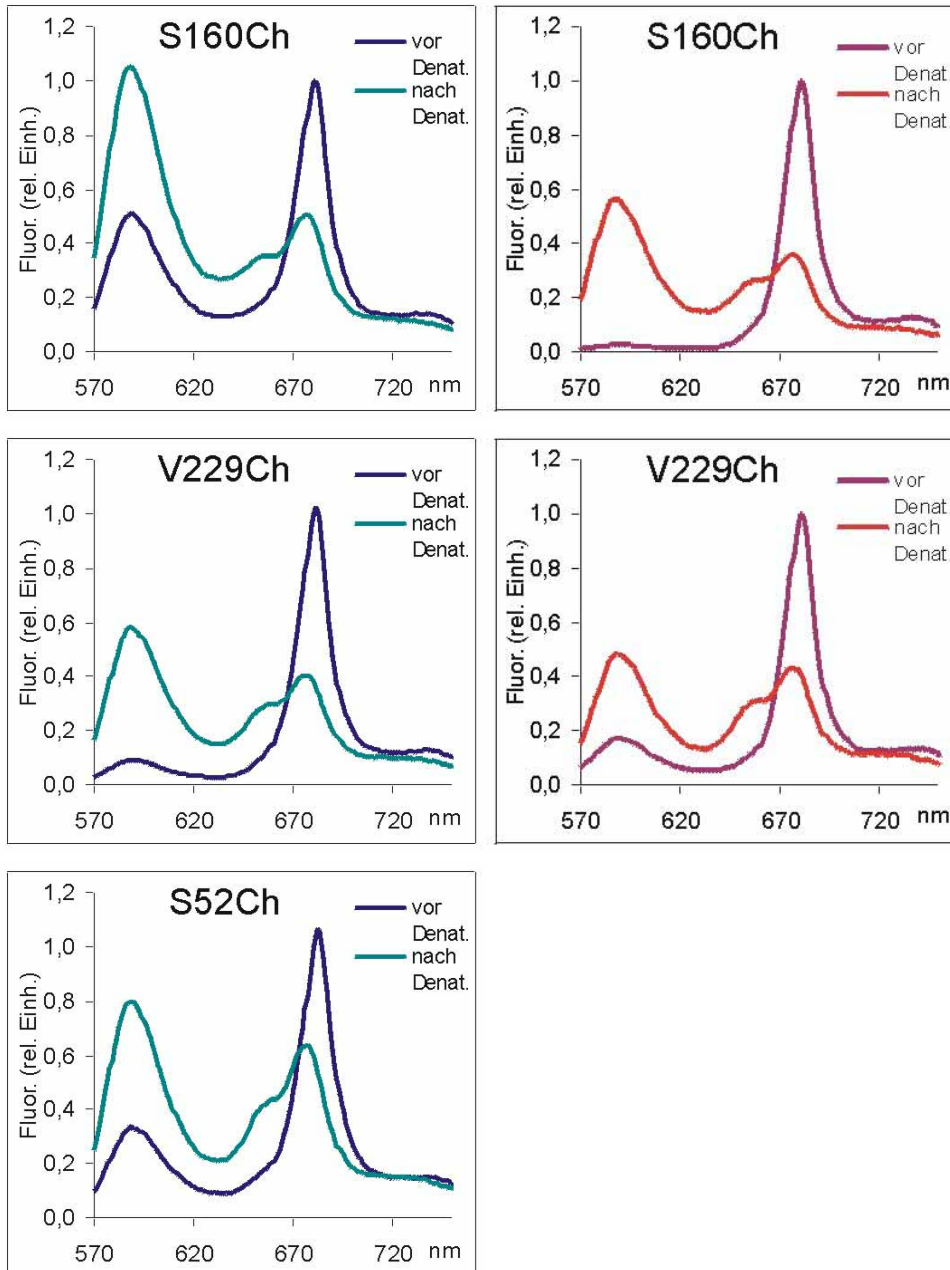 S160Ch
Fluor. (rel. Einh.)
1,2
1,0
0,8
0,6
0,4
0,2
0,0
570 620 670 720 nm
vor
Denat.
nach
Denat.
S160Ch
Fluor. (rel. Einh.)
1,2
1,0
0,8
0,6
0,4
0,2
0,0
570 620 670 720 nm
vor
Denat
nach
Denat
V229Ch
Fluor. (rel. Einh.)
1,2
1,0
0,8
0,6
0,4
0,2
0,0
570 620 670 720 nm
vor
Denat.
nach
Denat.
V229Ch
Fluor. (rel. Einh.)
1,2
1,0
0,8
0,6
0,4
0,2
0,0
570 620 670 720 nm
vor
Denat
nach
Denat
S52Ch
Fluor. (rel. Einh.)
1,2
1,0
0,8
0,6
0,4
0,2
0,0
570 620 670 720 nm
vor
Denat.
nach
Denat.